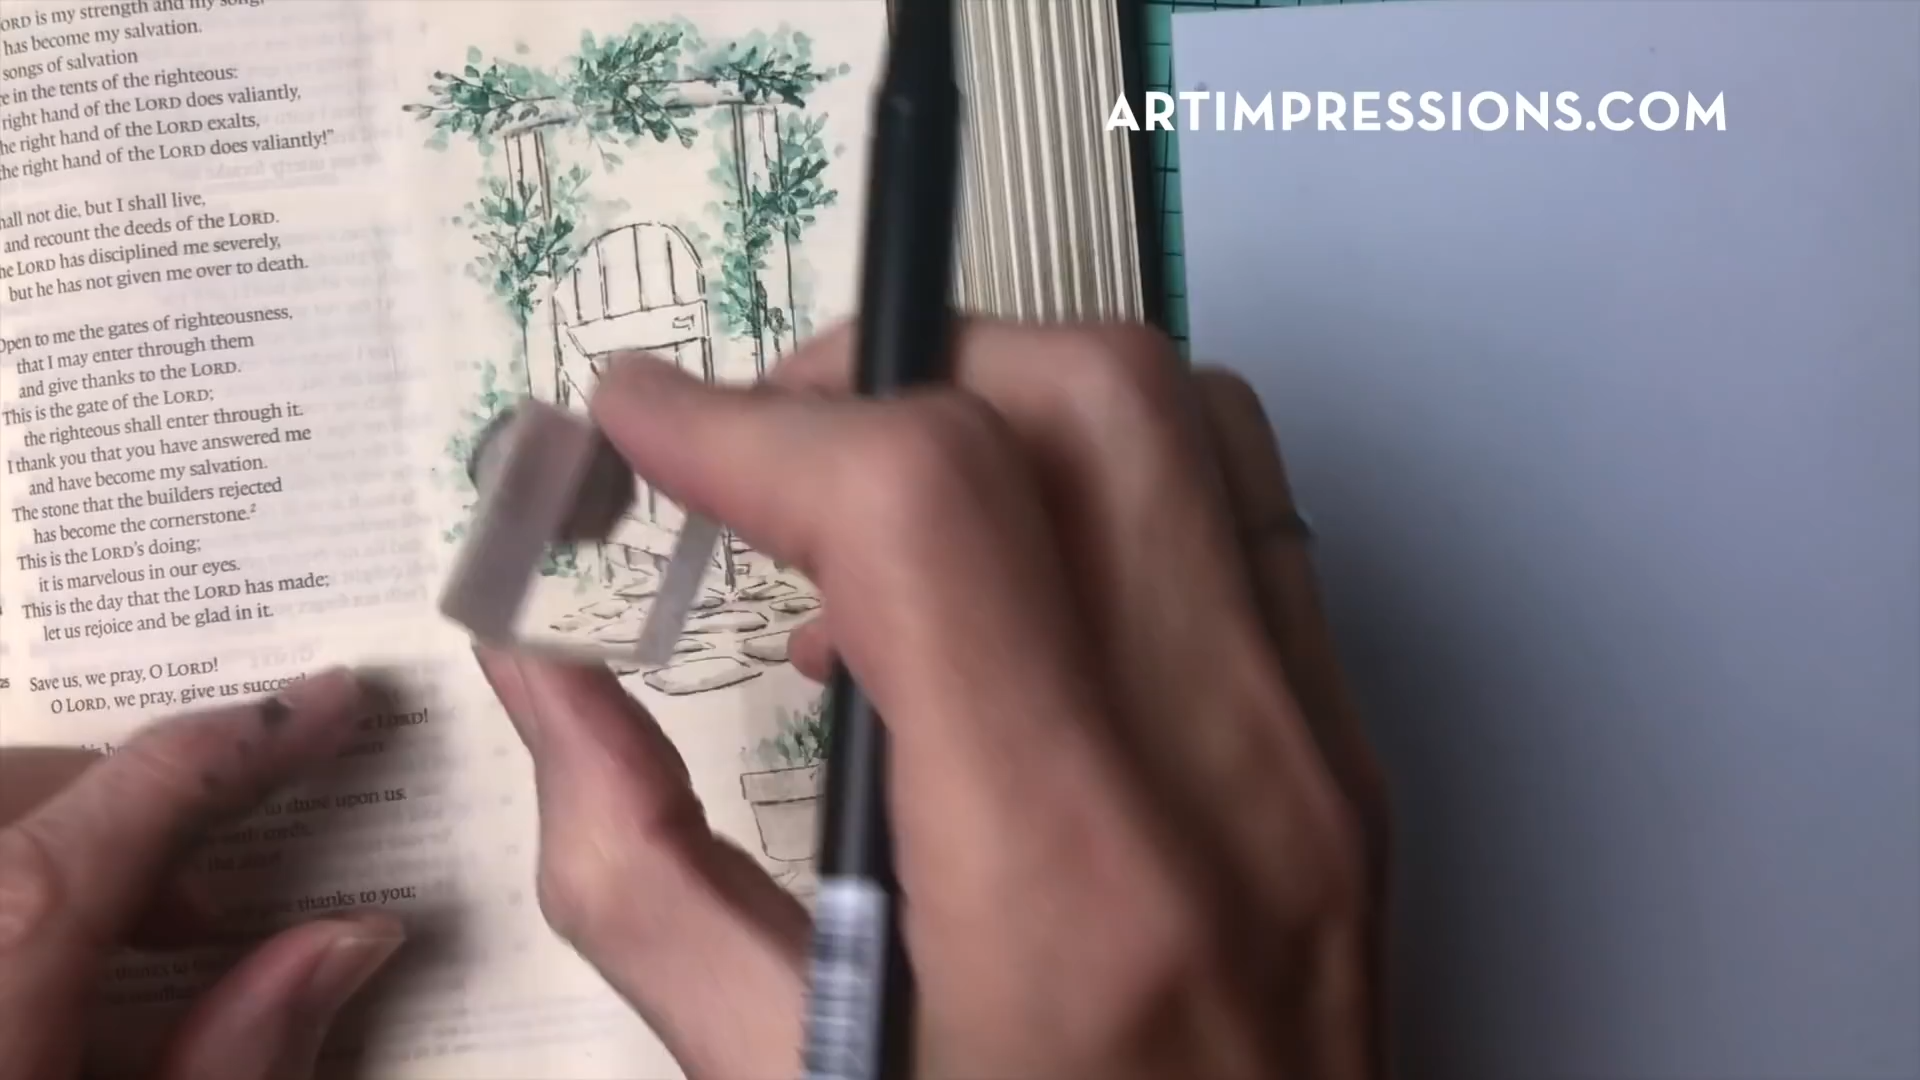 ORD is my strength and my song;
has become my salvation.
songs of salvation
in the tents of the righteous:
right hand of the LORD does valiantly,
he right hand of the LORD exalts,
the right hand of the LORD does valiantly!"
hall not die, but I shall live,
and recount the deeds of the LORD.
he LORD has disciplined me severely,
but he has not given me over to death.
Open to me the gates of righteousness,
that I may enter through them
and give thanks to the LORD.
This is the gate of the LORD;
the righteous shall enter through it.
I thank you that you have answered me
and have become my salvation.
The stone that the builders rejected
has become the cornerstone.²
This is the LORD's doing;
it is marvelous in our eyes.
This is the day that the LORD has made;
let us rejoice and be glad in it.
25 Save us, we pray, O LORD!
O LORD, we pray, give us success!
LORD!
to shine upon us.
thanks to you;
ARTIMPRESSIONS.COM